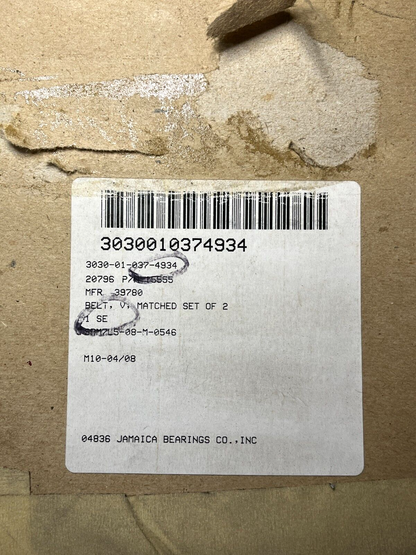 3030010374934
3030-01-037-4934
20796 P/N
MFR 39780
BELT, V, MATCHED SET OF 2
1 SE
-08-M-0546
M10-04/08
04836 JAMAICA BEARINGS CO.,INC